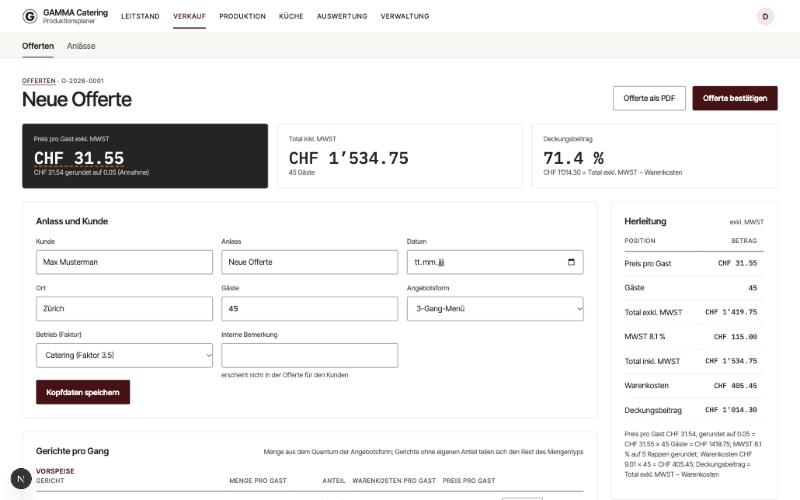 GAMMA Catering
Produktionsplaner
LEITSTAND VERKAUF PRODUKTION KÜCHE AUSWERTUNG VERWALTUNG
D
Offerten Anlässe
OFFERTEN · O-2026-0001
Neue Offerte
Offerte als PDF Offerte bestätigen
Preis pro Gast exkl. MWST
CHF 31.55
CHF 31.54 gerundet auf 0.05 (Annahme)
Total inkl. MWST
CHF 1’534.75
45 Gäste
Deckungsbeitrag
71.4 %
CHF 1’014.30 = Total exkl. MWST − Warenkosten
Anlass und Kunde
Kunde Anlass Datum
Max Musterman Neue Offerte tt.mm.jjjj
Ort Gäste Angebotsform
Zürich 45 3-Gang-Menü
Betrieb (Faktor) Interne Bemerkung
Catering (Faktor 3.5)
erscheint nicht in der Offerte für den Kunden
Kopfdaten speichern
Herleitung exkl. MWST
POSITION BETRAG
Preis pro Gast CHF 31.55
Gäste 45
Total exkl. MWST CHF 1’419.75
MWST 8.1 % CHF 115.00
Total inkl. MWST CHF 1’534.75
Warenkosten CHF 405.45
Deckungsbeitrag CHF 1’014.30
Preis pro Gast CHF 31.54, gerundet auf 0.05 =
CHF 31.55 × 45 Gäste = CHF 1419.75; MWST 8.1
% auf 5 Rappen gerundet; Warenkosten CHF
9.01 × 45 = CHF 405.45; Deckungsbeitrag =
Total exkl. MWST − Warenkosten
Gerichte pro Gang Menge aus dem Quantum der Angebotsform; Gerichte ohne eigenen Anteil teilen sich den Rest des Mengentyps
VORSPEISE
GERICHT MENGE PRO GAST ANTEIL WARENKOSTEN PRO GAST PREIS PRO GAST
N